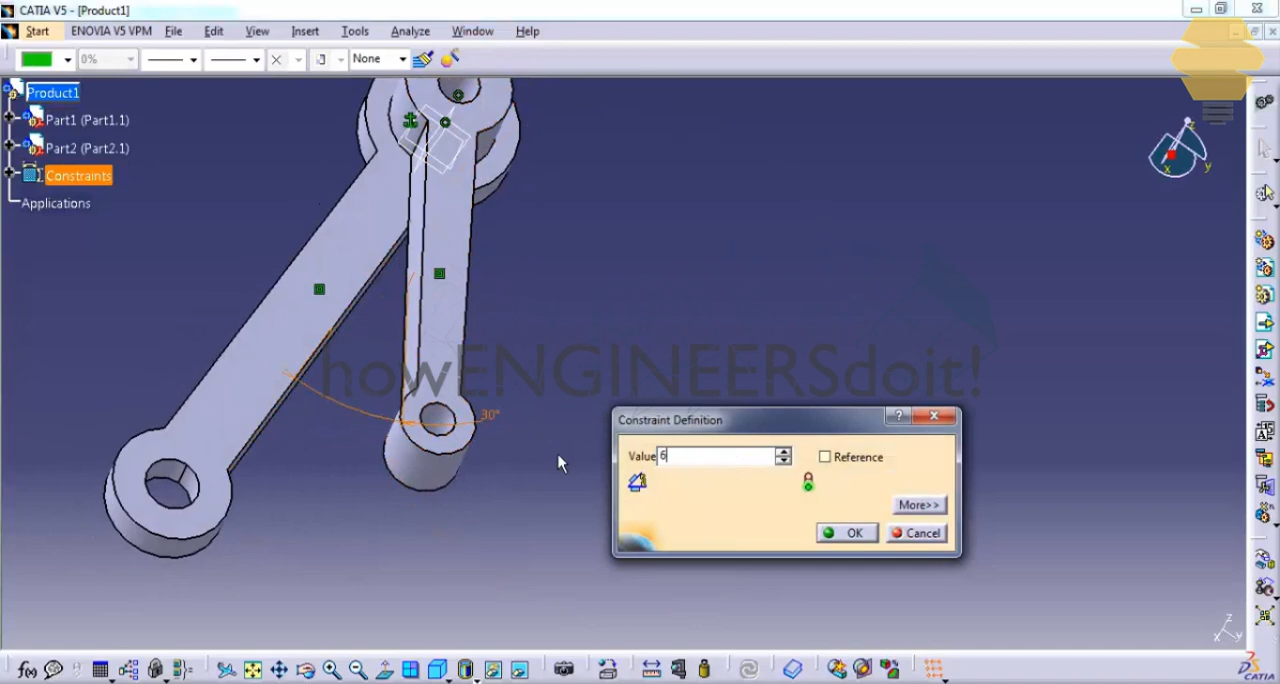 CATIA V5 - [Product1]
Start ENOVIA V5 VPM File Edit View Insert Tools Analyze Window Help
0% None
Product1
Part1 (Part1.1)
Part2 (Part2.1)
Constraints
Applications
z
x y
30°
howENGINEERSdoit!
Constraint Definition
Value 6 Reference
More>>
OK Cancel
z
x y
f(x)
CATIA